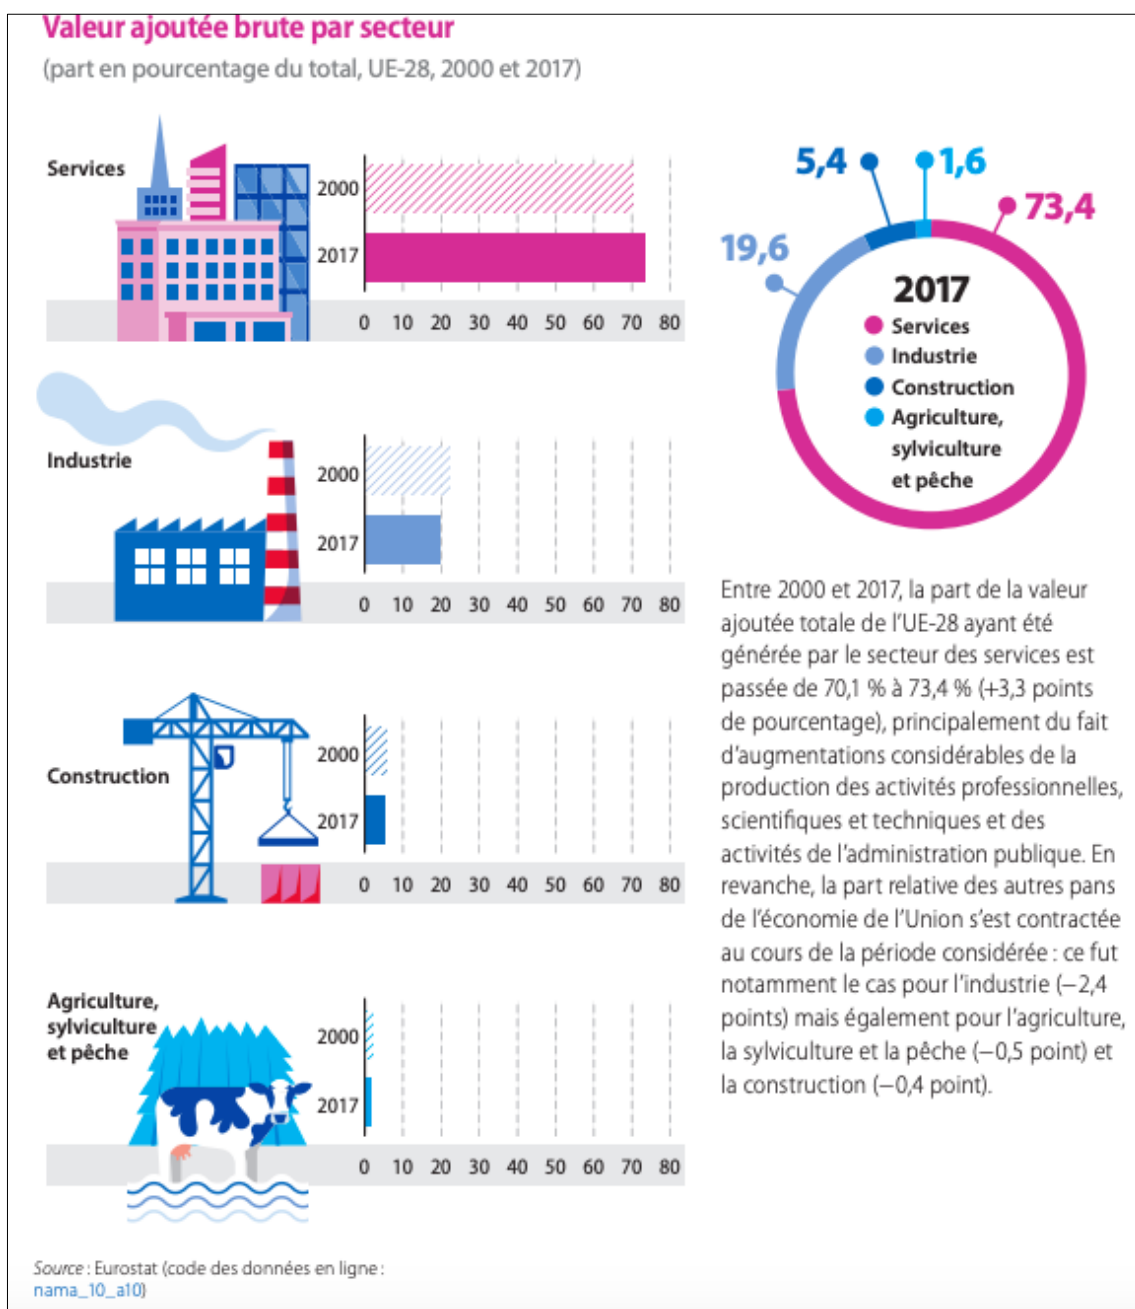 Valeur ajoutée brute par secteur
(part en pourcentage du total, UE-28, 2000 et 2017)
Services
2000
2017
0 10 20 30 40 50 60 70 80
Industrie
2000
2017
0 10 20 30 40 50 60 70 80
Construction
2000
2017
0 10 20 30 40 50 60 70 80
Agriculture,
sylviculture
et pêche
2000
2017
0 10 20 30 40 50 60 70 80
5,4
1,6
73,4
19,6
2017
Services
Industrie
Construction
Agriculture,
sylviculture
et pêche
Entre 2000 et 2017, la part de la valeur
ajoutée totale de l’UE-28 ayant été
générée par le secteur des services est
passée de 70,1 % à 73,4 % (+3,3 points
de pourcentage), principalement du fait
d’augmentations considérables de la
production des activités professionnelles,
scientifiques et techniques et des
activités de l’administration publique. En
revanche, la part relative des autres pans
de l’économie de l’Union s’est contractée
au cours de la période considérée : ce fut
notamment le cas pour l’industrie (−2,4
points) mais également pour l’agriculture,
la sylviculture et la pêche (−0,5 point) et
la construction (−0,4 point).
Source : Eurostat (code des données en ligne :
nama_10_a10)